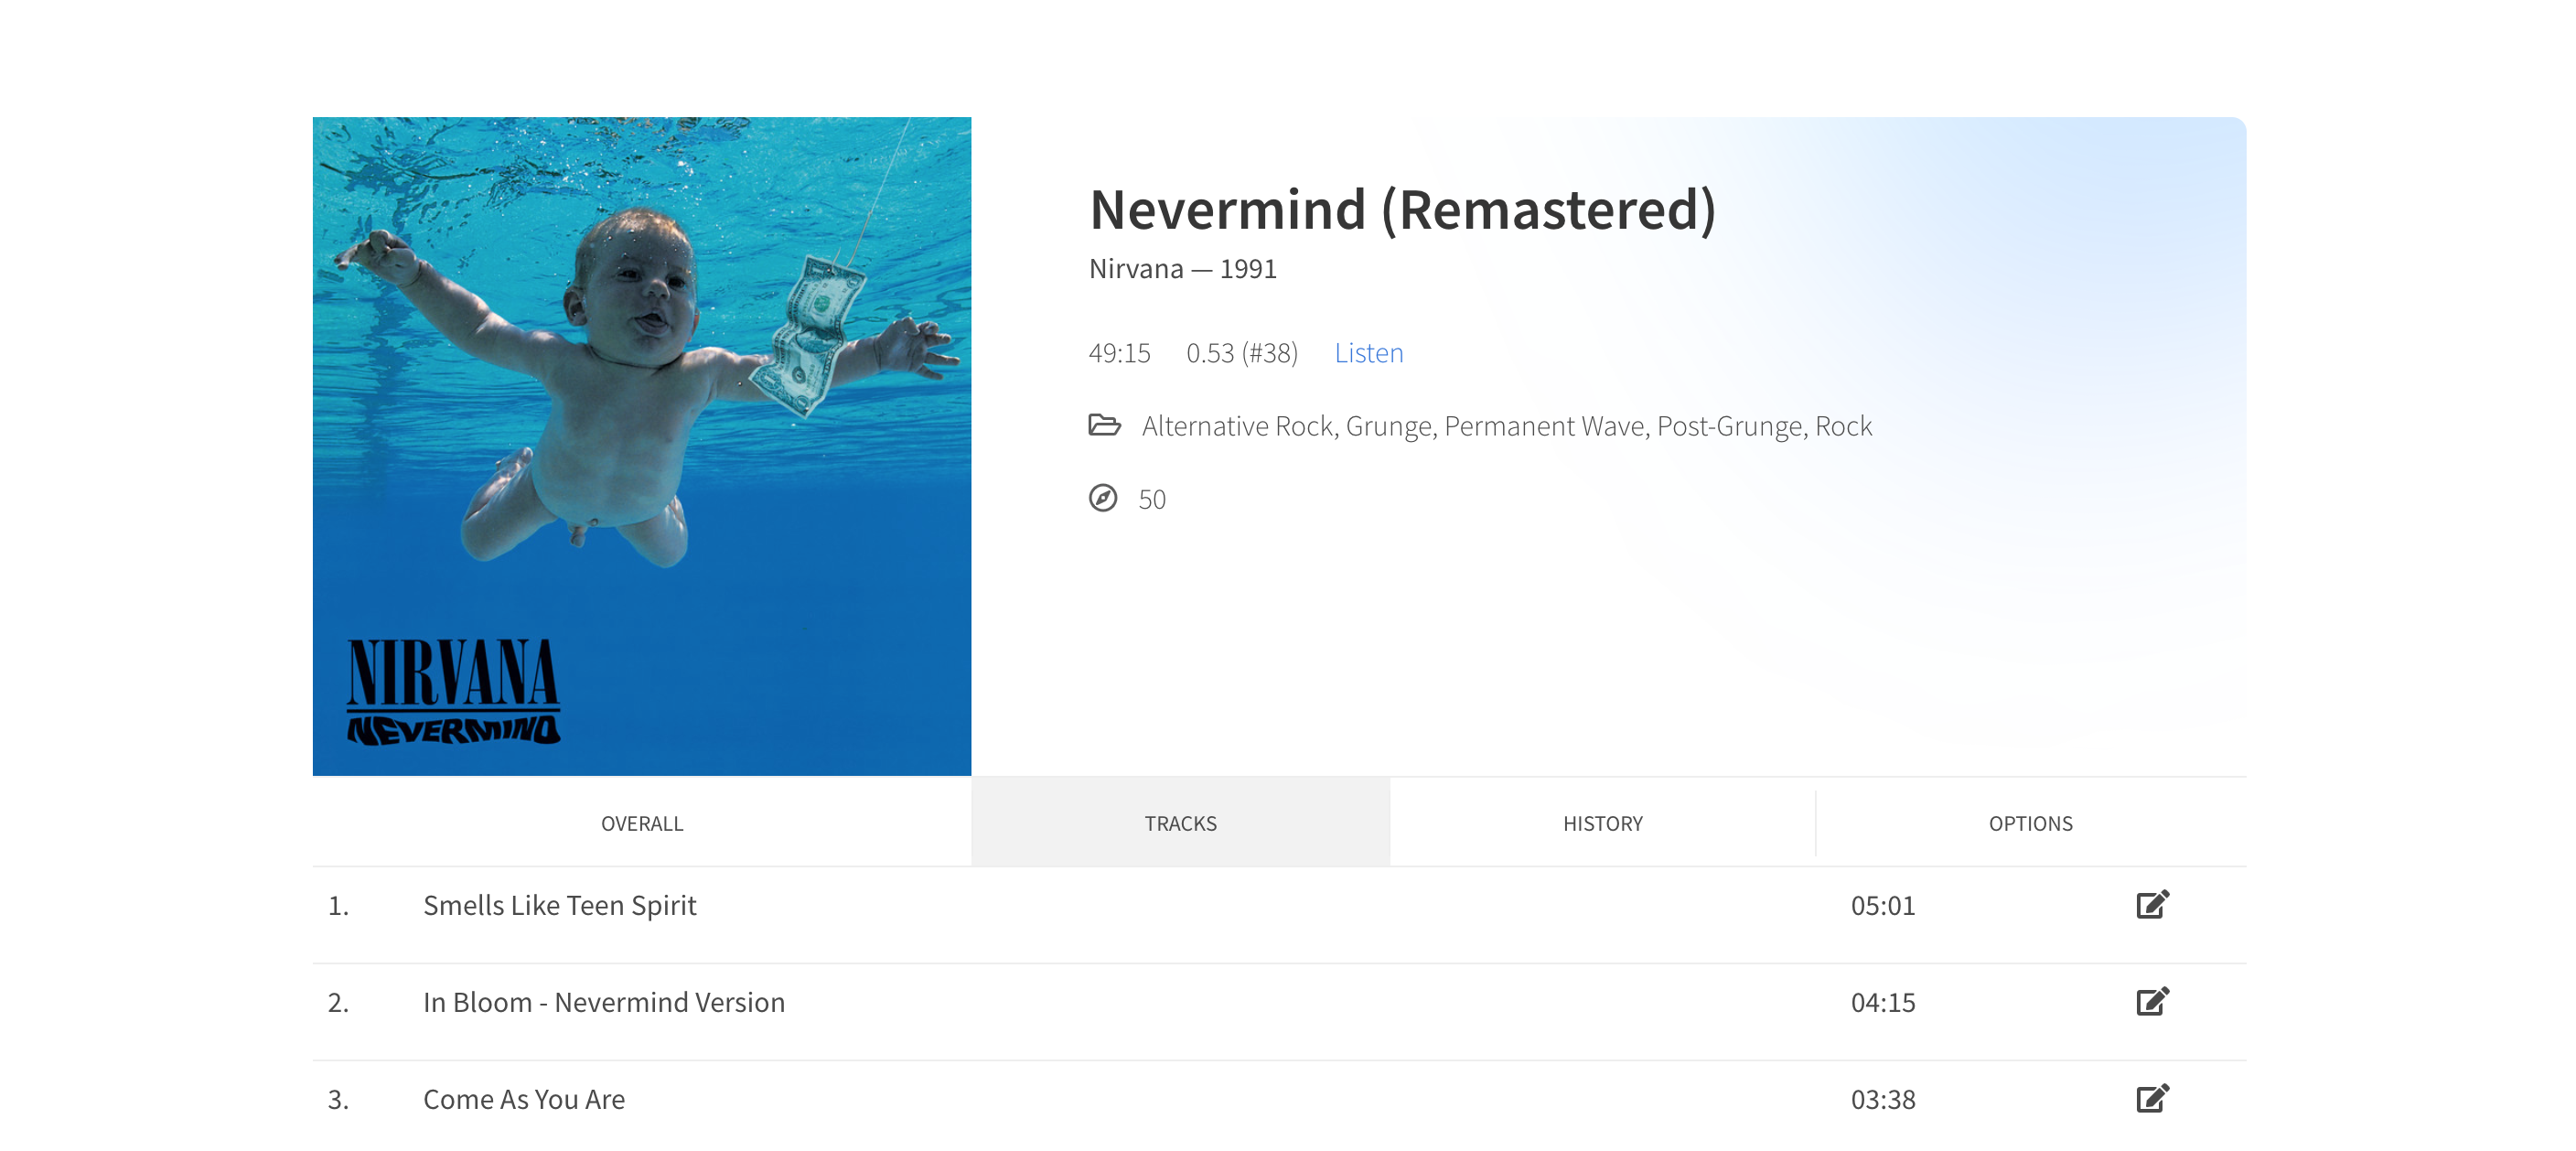 NIRVANA
NEVERMIND
Nevermind (Remastered)
Nirvana — 1991
49:15 0.53 (#38) Listen
Alternative Rock, Grunge, Permanent Wave, Post-Grunge, Rock
50
OVERALL TRACKS HISTORY OPTIONS
1. Smells Like Teen Spirit 05:01
2. In Bloom - Nevermind Version 04:15
3. Come As You Are 03:38